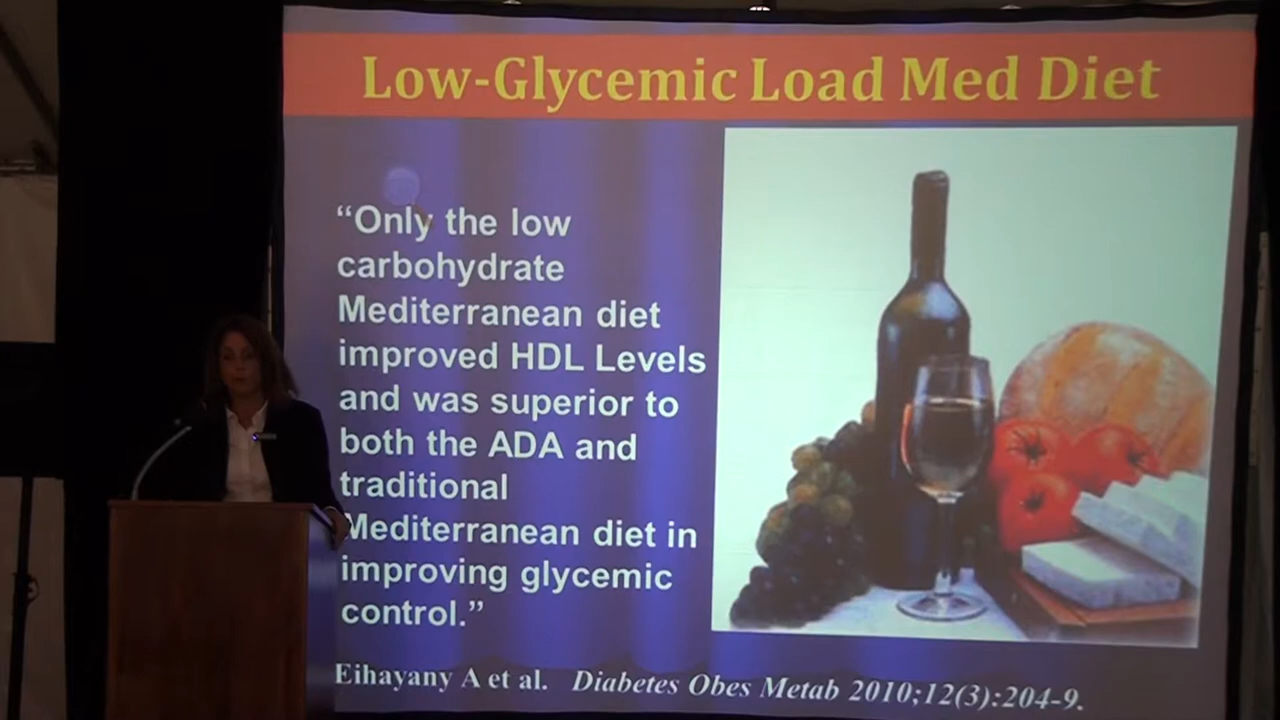 Low-Glycemic Load Med Diet
“Only the low
carbohydrate
Mediterranean diet
improved HDL Levels
and was superior to
both the ADA and
traditional
Mediterranean diet in
improving glycemic
control.”
Eihayany A et al. Diabetes Obes Metab 2010;12(3):204-9.